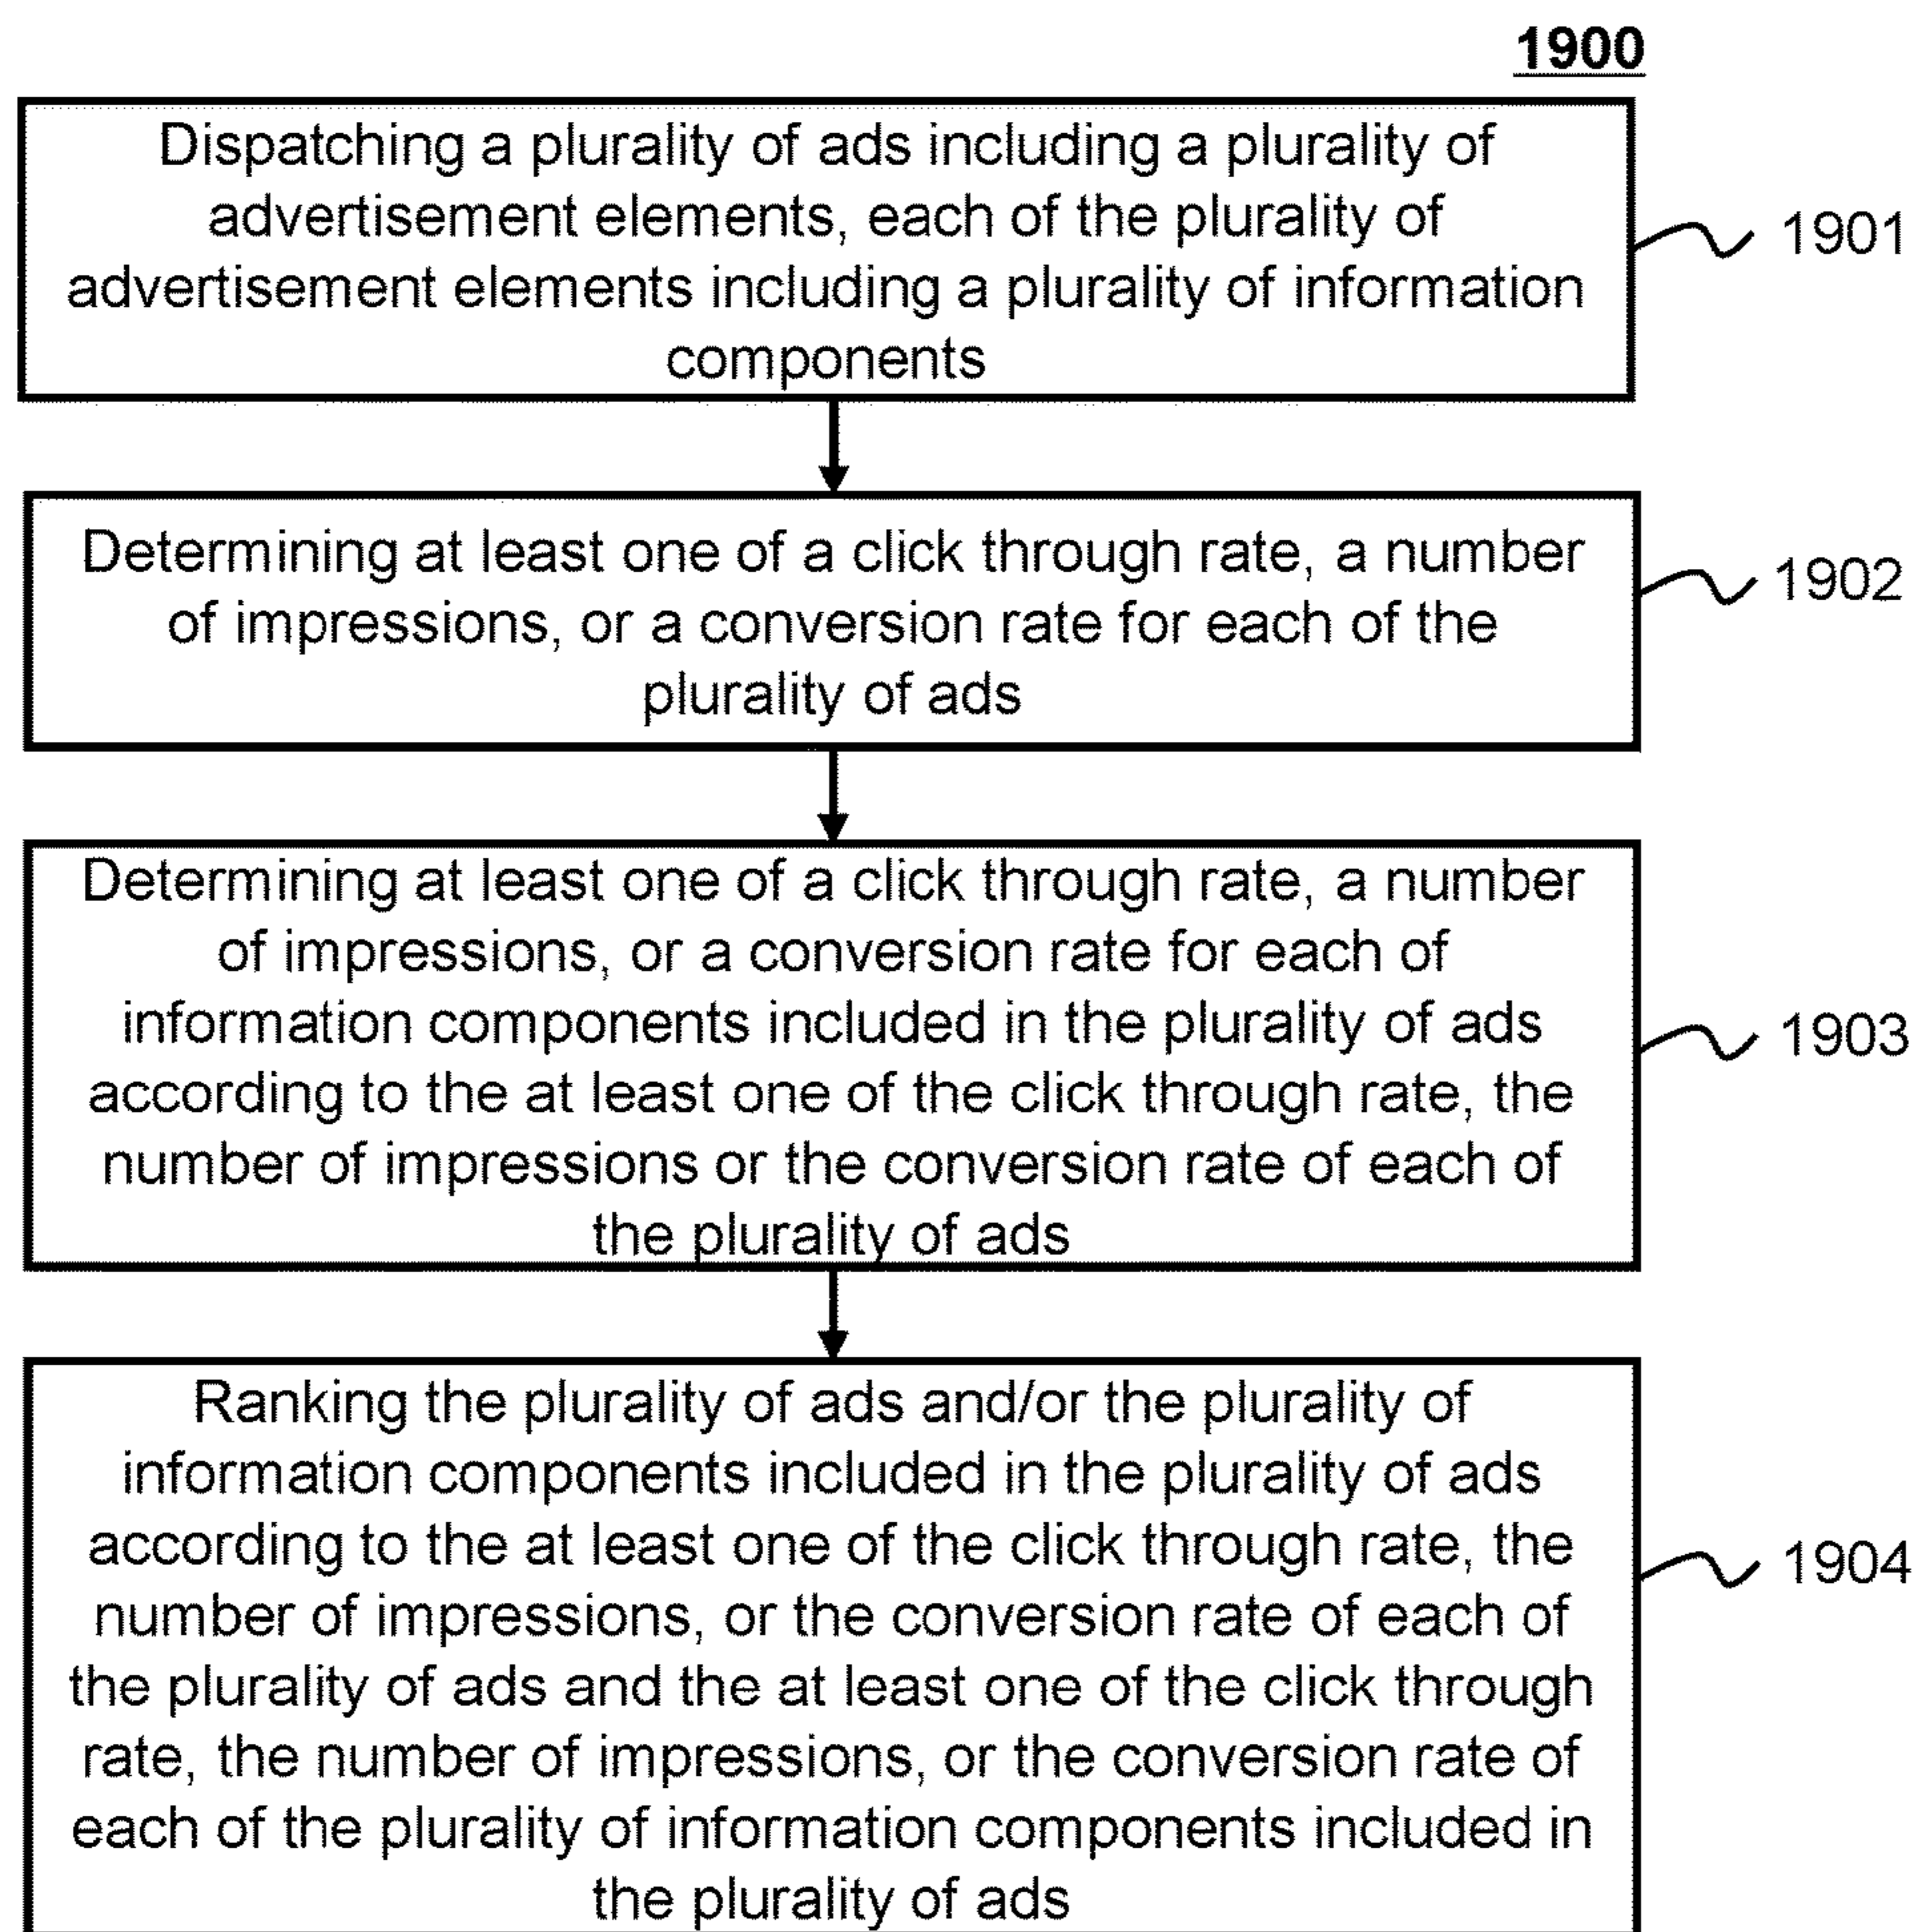 1900
Dispatching a plurality of ads including a plurality of
advertisement elements, each of the plurality of
advertisement elements including a plurality of information
components
1901
Determining at least one of a click through rate, a number
of impressions, or a conversion rate for each of the
plurality of ads
1902
Determining at least one of a click through rate, a number
of impressions, or a conversion rate for each of
information components included in the plurality of ads
according to the at least one of the click through rate, the
number of impressions or the conversion rate of each of
the plurality of ads
1903
Ranking the plurality of ads and/or the plurality of
information components included in the plurality of ads
according to the at least one of the click through rate, the
number of impressions, or the conversion rate of each of
the plurality of ads and the at least one of the click through
rate, the number of impressions, or the conversion rate of
each of the plurality of information components included in
the plurality of ads
1904